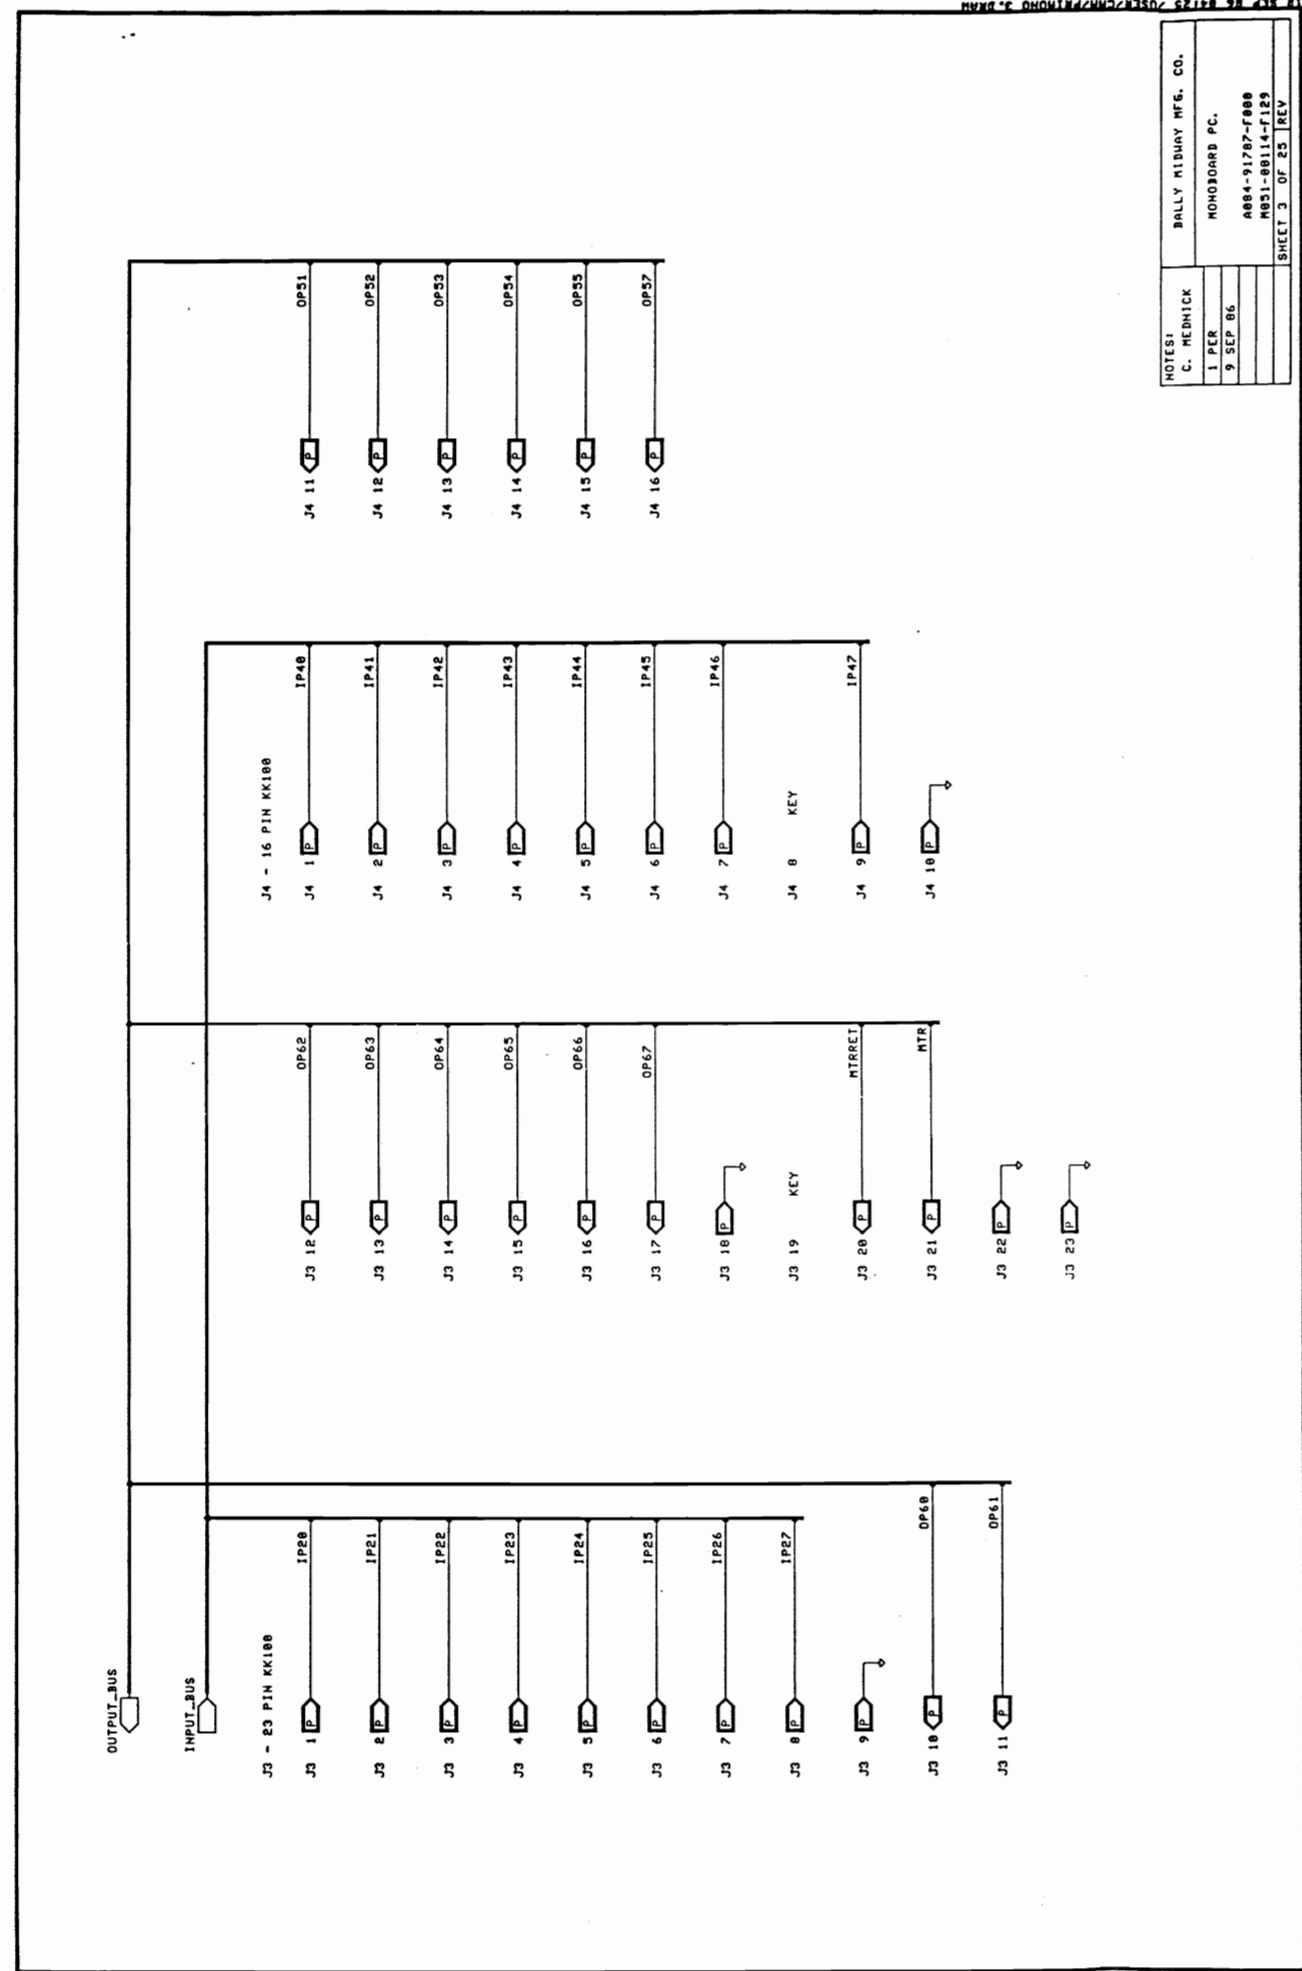 OUTPUT_BUS
INPUT_BUS
J3 - 23 PIN KK100
J3 1 P IP20
J3 2 P IP21
J3 3 P IP22
J3 4 P IP23
J3 5 P IP24
J3 6 P IP25
J3 7 P IP26
J3 8 P IP27
J3 9 P
J3 10 P OP60
J3 11 P OP61
J3 12 P OP62
J3 13 P OP63
J3 14 P OP64
J3 15 P OP65
J3 16 P OP66
J3 17 P OP67
J3 18 P
J3 19 KEY
J3 20 P MTRRET
J3 21 P MTR
J3 22 P
J3 23 P
J4 - 16 PIN KK100
J4 1 P IP40
J4 2 P IP41
J4 3 P IP42
J4 4 P IP43
J4 5 P IP44
J4 6 P IP45
J4 7 P IP46
J4 8 KEY
J4 9 P IP47
J4 10 P
J4 11 P OP51
J4 12 P OP52
J4 13 P OP53
J4 14 P OP54
J4 15 P OP55
J4 16 P OP57
NOTES:
C. MEDNICK
1 PER
9 SEP 86
BALLY MIDWAY MFG. CO.
MONOBOARD PC.
A084-91787-F000
M051-00114-F129
SHEET 3 OF 25 REV